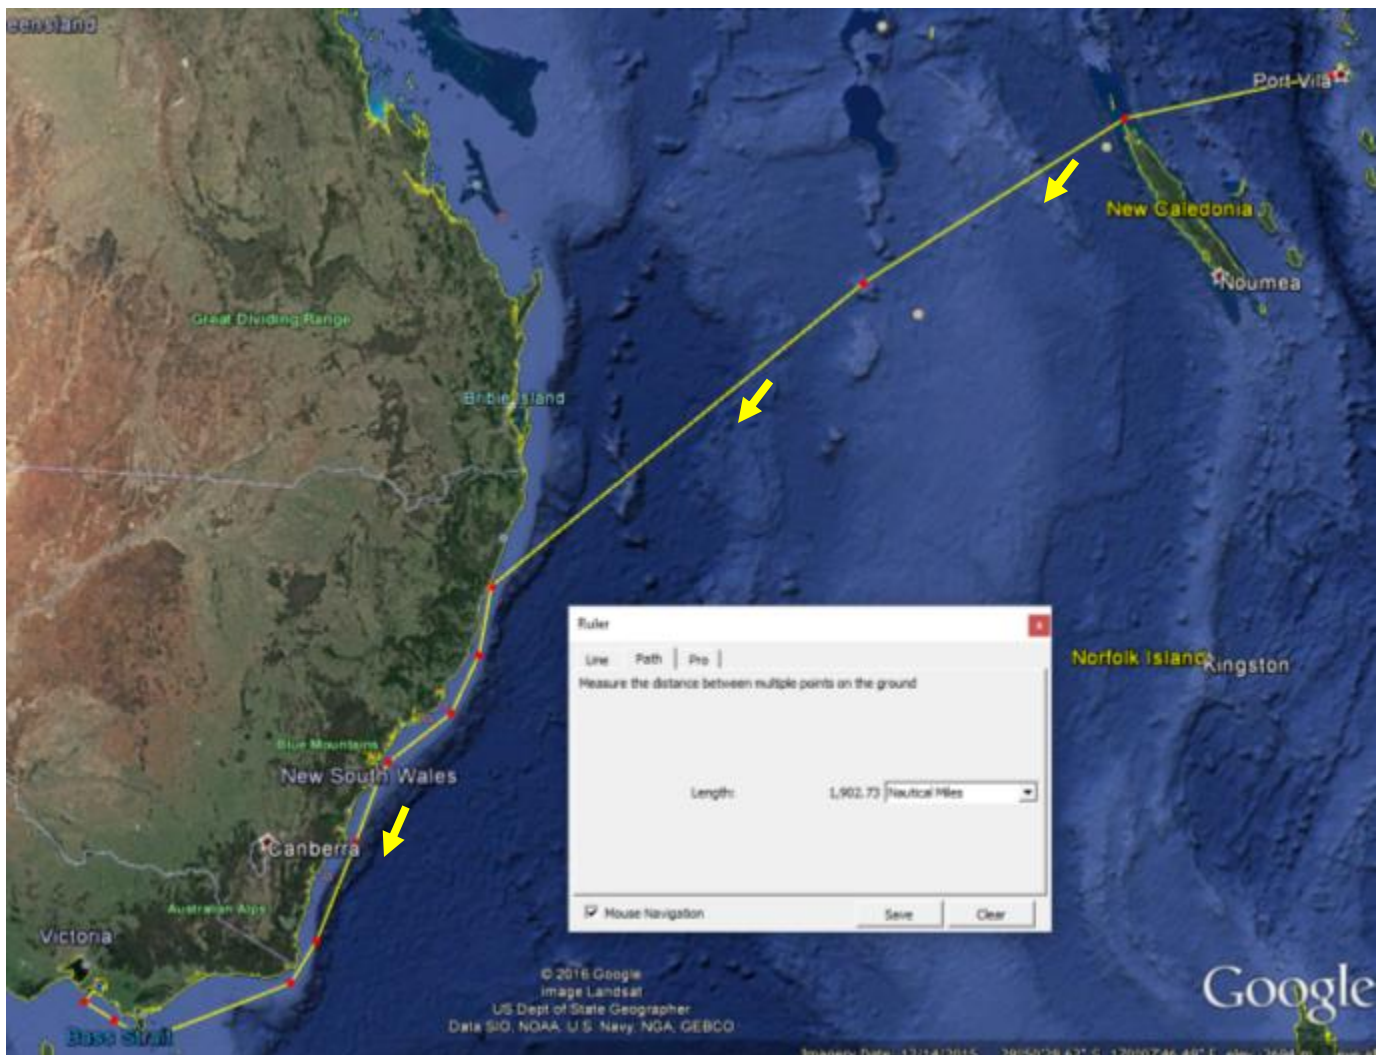 eensland
Port-Vila
New Caledonia
Noumea
Great Dividing Range
Bribie Island
Ruler
Line Path Pro
Measure the distance between multiple points on the ground
Norfolk Island
Kingston
Blue Mountains
New South Wales
Length: 1,902.73 Nautical Miles
Canberra
Australian Alps
Mouse Navigation Save Clear
Victoria
© 2016 Google
Image Landsat
US Dept of State Geographer
Data SIO, NOAA, U.S. Navy, NGA, GEBCO
Google
Bass Strait